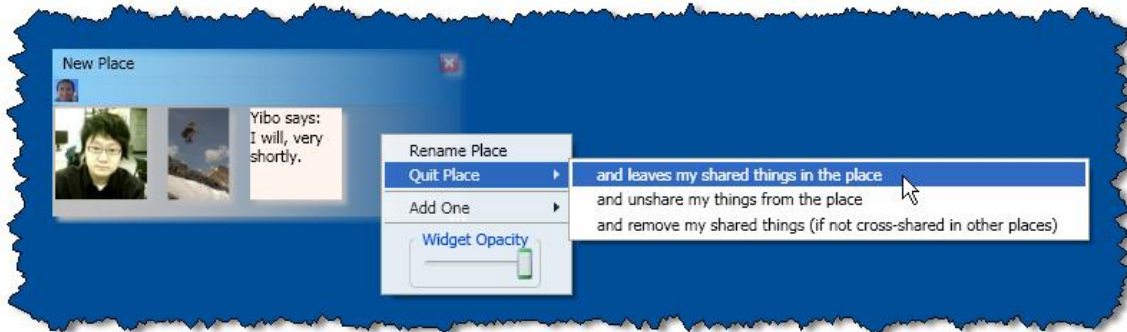 New Place
Yibo says:
I will, very
shortly.
Rename Place
Quit Place
Add One
Widget Opacity
and leaves my shared things in the place
and unshare my things from the place
and remove my shared things (if not cross-shared in other places)